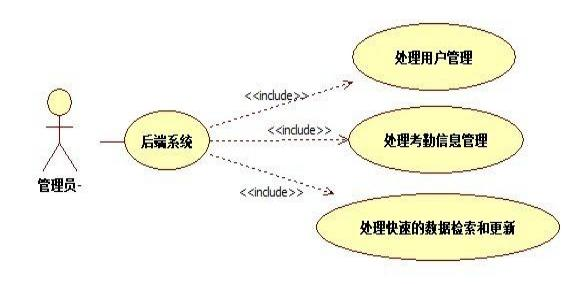 处理用户管理
<<include>>
<<include>>
后端系统
处理考勤信息管理
管理员-
<<include>>
处理快速的数据检索和更新